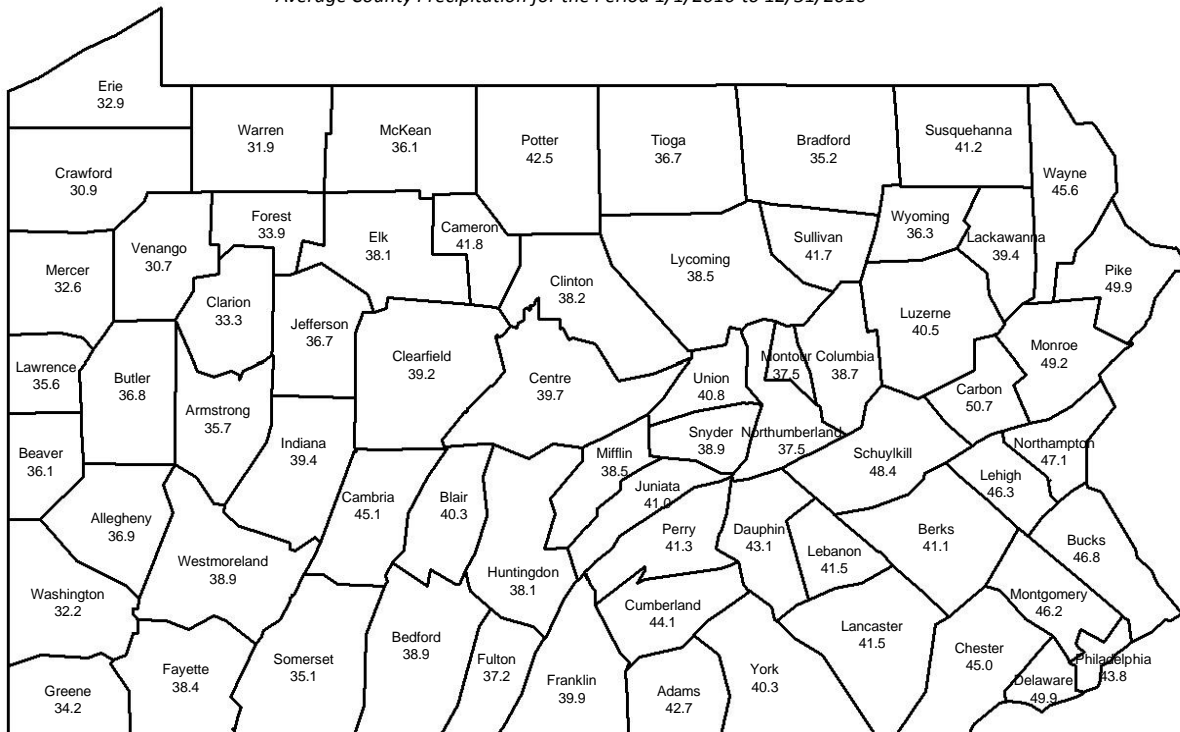 Average County Precipitation for the Period 1/1/2010 to 12/31/2010
Erie
32.9
Warren
31.9
McKean
36.1
Potter
42.5
Tioga
36.7
Bradford
35.2
Susquehanna
41.2
Wayne
45.6
Crawford
30.9
Forest
33.9
Cameron
41.8
Wyoming
36.3
Venango
30.7
Elk
38.1
Sullivan
41.7
Lackawanna
39.4
Mercer
32.6
Lycoming
38.5
Pike
49.9
Clarion
33.3
Clinton
38.2
Jefferson
36.7
Luzerne
40.5
Lawrence
35.6
Butler
36.8
Clearfield
39.2
Centre
39.7
Union
40.8
Montour
37.5
Columbia
38.7
Monroe
49.2
Carbon
50.7
Armstrong
35.7
Indiana
39.4
Beaver
36.1
Mifflin
38.5
Snyder
38.9
Northumberland
37.5
Schuylkill
48.4
Northampton
47.1
Lehigh
46.3
Cambria
45.1
Blair
40.3
Juniata
41.0
Allegheny
36.9
Perry
41.3
Dauphin
43.1
Lebanon
41.5
Berks
41.1
Bucks
46.8
Westmoreland
38.9
Huntingdon
38.1
Washington
32.2
Cumberland
44.1
Montgomery
46.2
Lancaster
41.5
Bedford
38.9
Chester
45.0
Philadelphia
43.8
Fayette
38.4
Somerset
35.1
Fulton
37.2
Franklin
39.9
York
40.3
Delaware
49.9
Greene
34.2
Adams
42.7